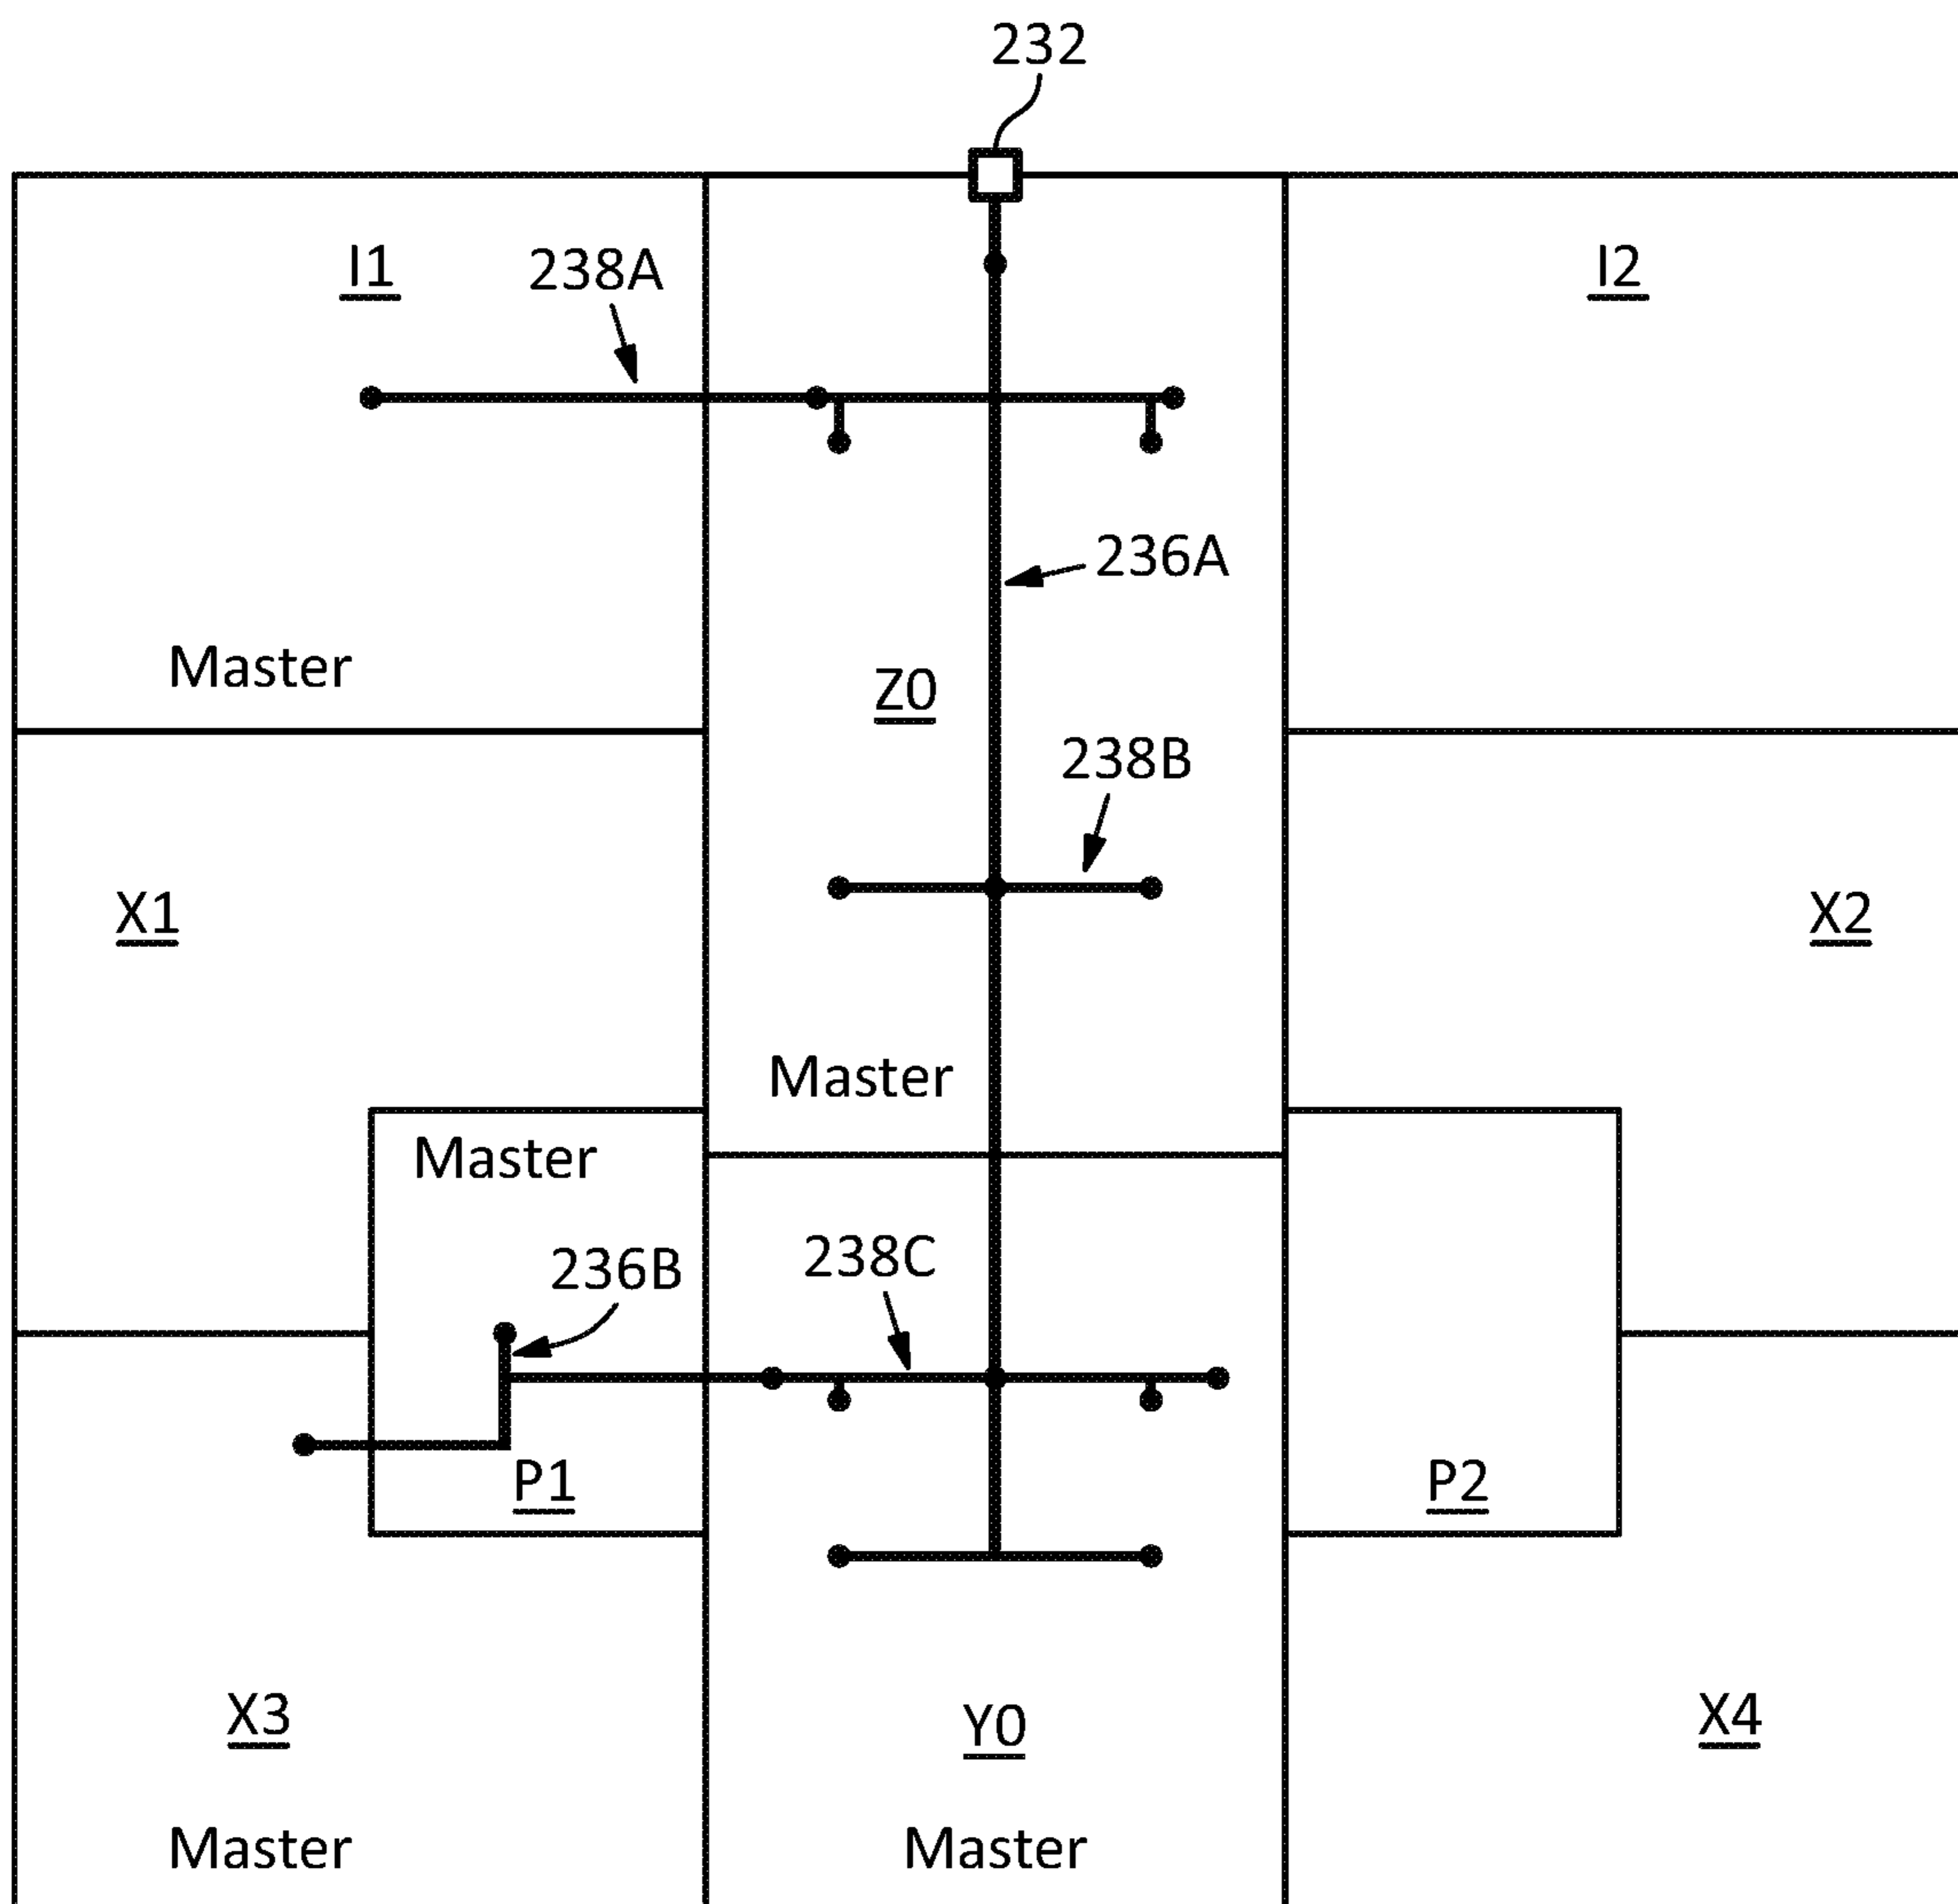 232
I1
238A
I2
236A
Master
Z0
238B
X1
X2
Master
Master
236B
238C
P1
P2
X3
Y0
X4
Master
Master